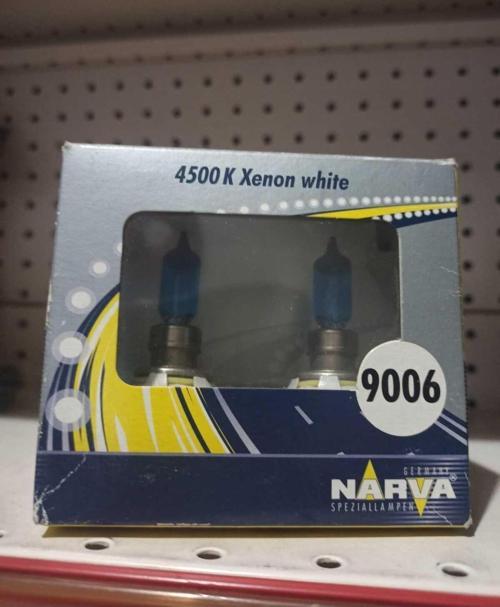 4500 K Xenon white
9006
GERMANY
NARVA®
SPEZIALLAMPEN